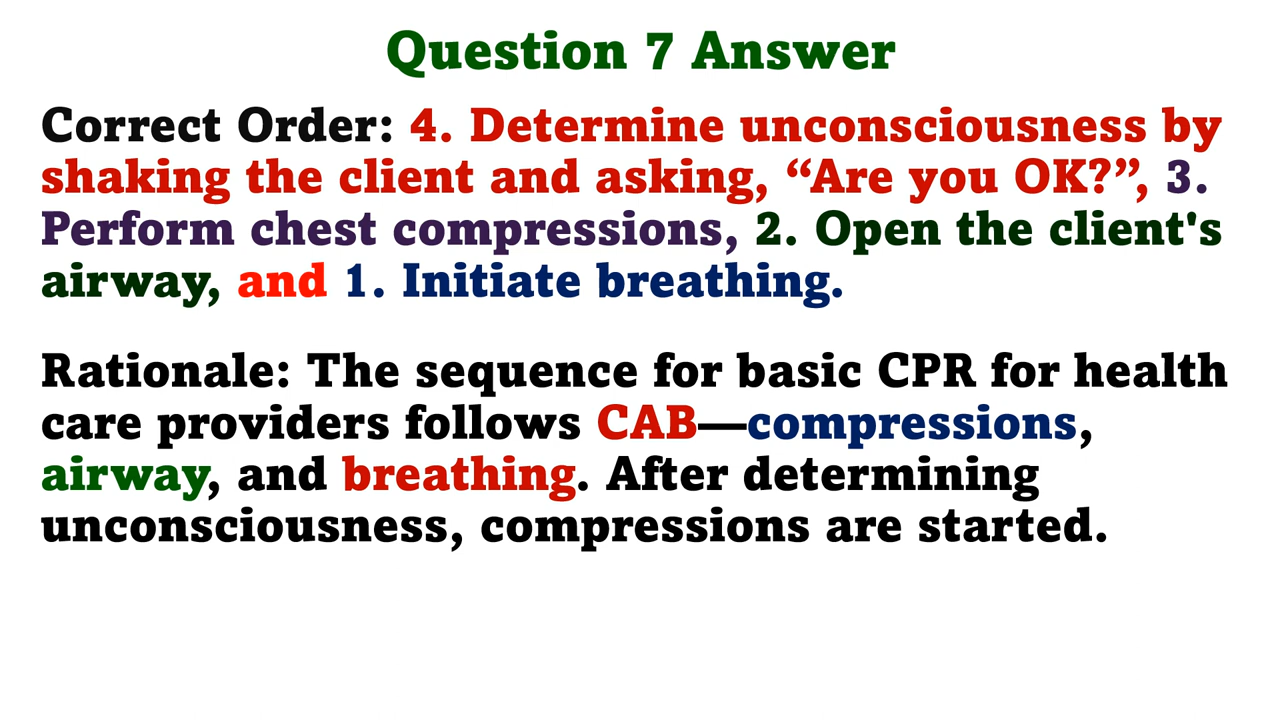 Question 7 Answer
Correct Order: 4. Determine unconsciousness by
shaking the client and asking, “Are you OK?”, 3.
Perform chest compressions, 2. Open the client's
airway, and 1. Initiate breathing.
Rationale: The sequence for basic CPR for health
care providers follows CAB—compressions,
airway, and breathing. After determining
unconsciousness, compressions are started.